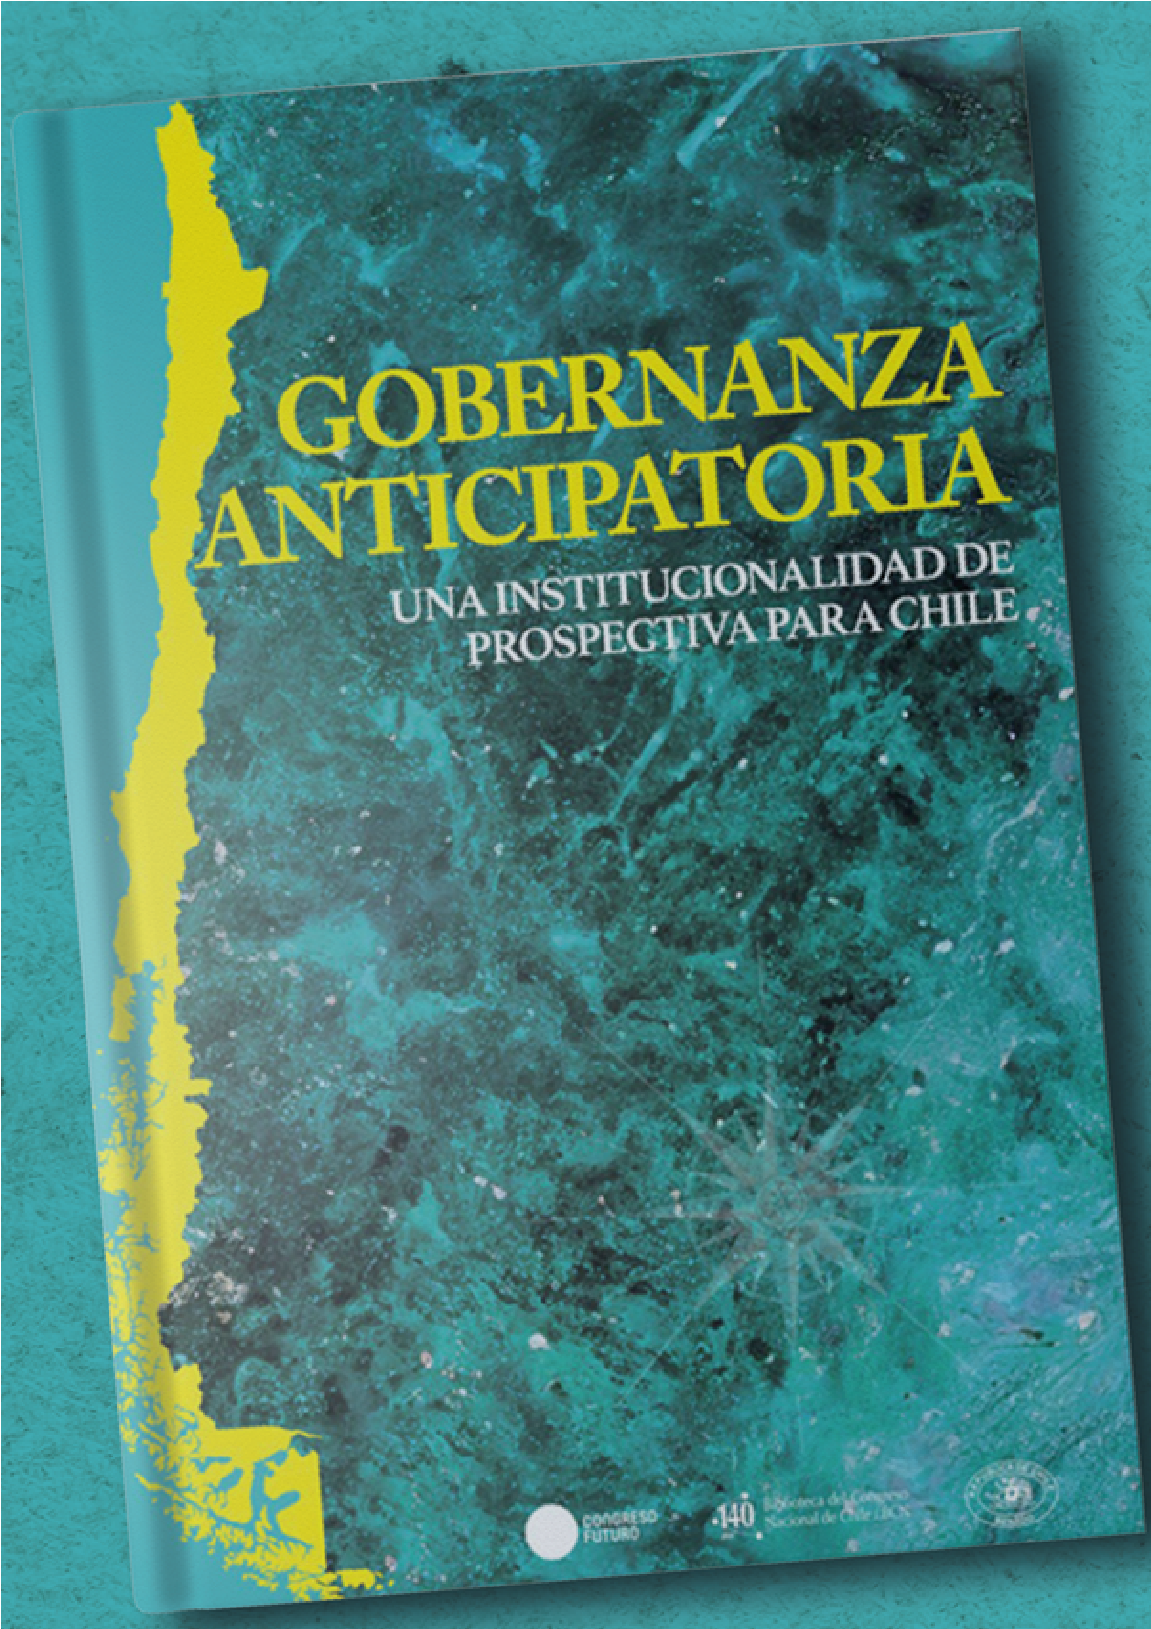 GOBERNANZA
ANTICIPATORIA
UNA INSTITUCIONALIDAD DE
PROSPECTIVA PARA CHILE
CONGRESO
FUTURO
140
Biblioteca del Congreso
Nacional de Chile